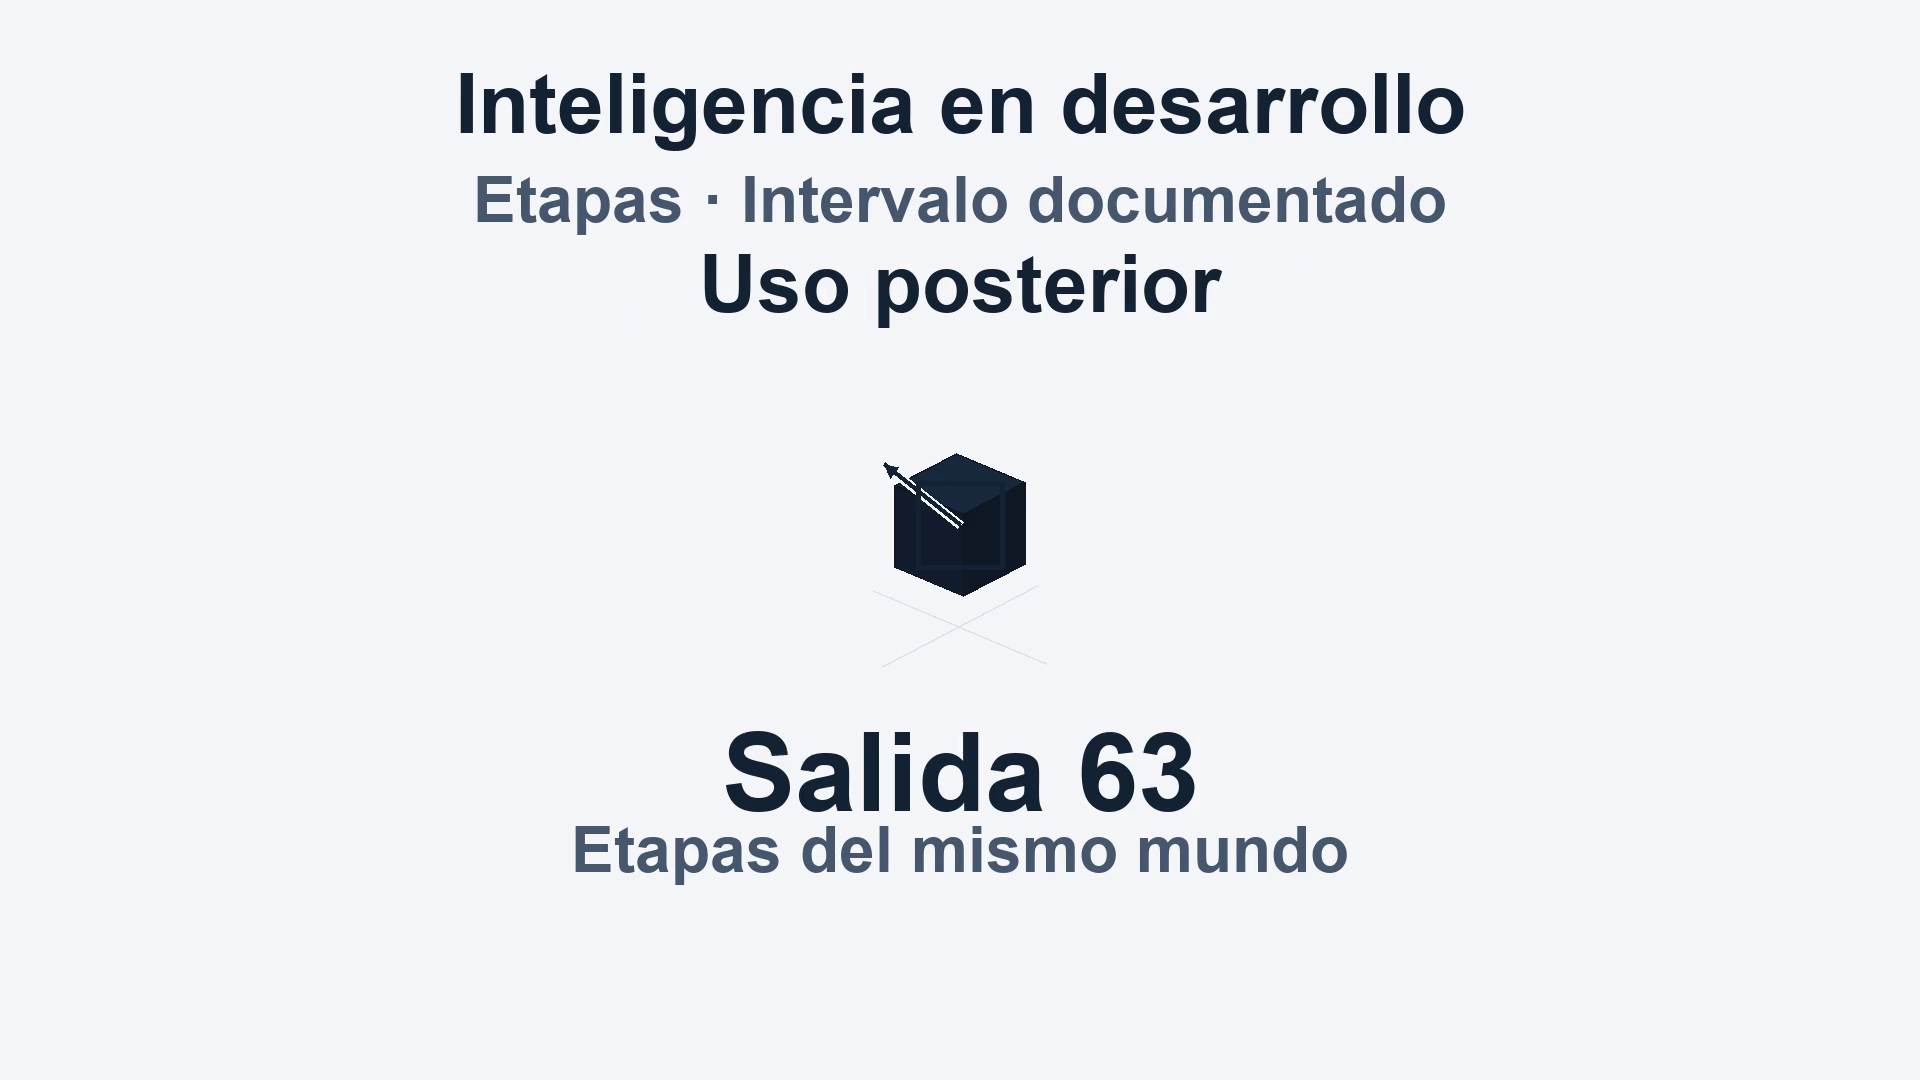 Inteligencia en desarrollo
Etapas · Intervalo documentado
Uso posterior
Salida 63
Etapas del mismo mundo